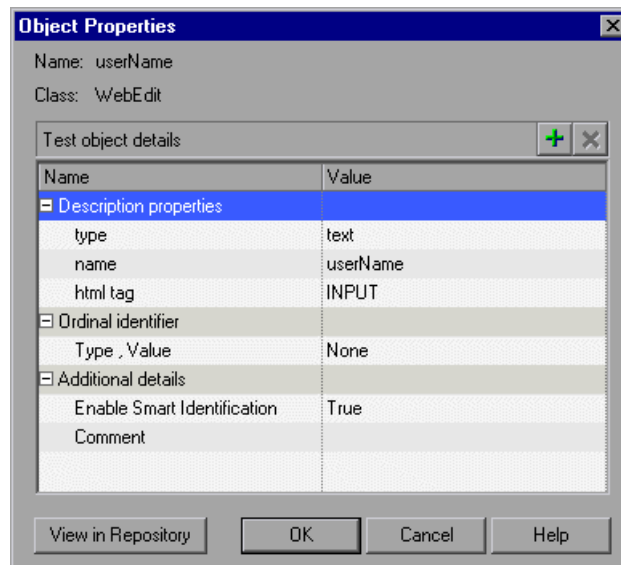 Object Properties
Name: userName
Class: WebEdit
Test object details
Name Value
Description properties
type text
name userName
html tag INPUT
Ordinal identifier
Type , Value None
Additional details
Enable Smart Identification True
Comment
View in Repository OK Cancel Help